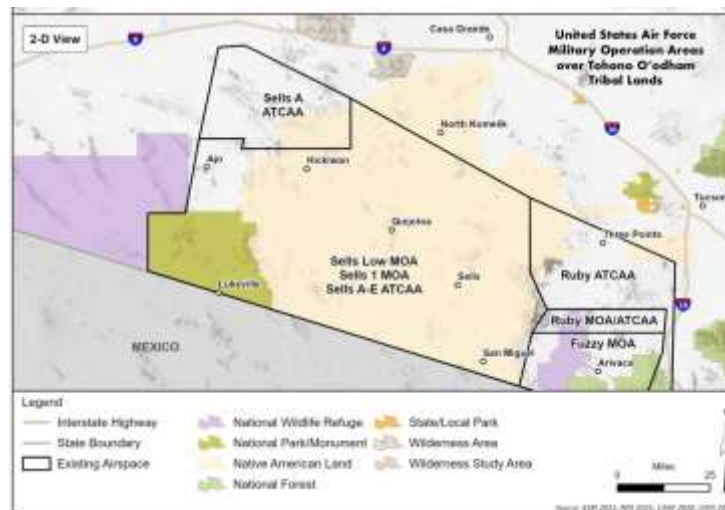 2-D View
8
8
Casa Grande
United States Air Force
Military Operation Areas
over Tohono O'odham
Tribal Lands
Sells A
ATCAA
North Komelik
10
Ajo
Hickiwan
Tucson
Quijotoa
Three Points
Sells Low MOA
Sells 1 MOA
Sells A-E ATCAA
Sells
Ruby ATCAA
Lukeville
19
Ruby MOA/ATCAA
MEXICO
Fuzzy MOA
San Miguel
Arivaca
Legend
Interstate Highway
State Boundary
Existing Airspace
National Wildlife Refuge
National Park/Monument
Native American Land
National Forest
State/Local Park
Wilderness Area
Wilderness Study Area
Miles
0 25